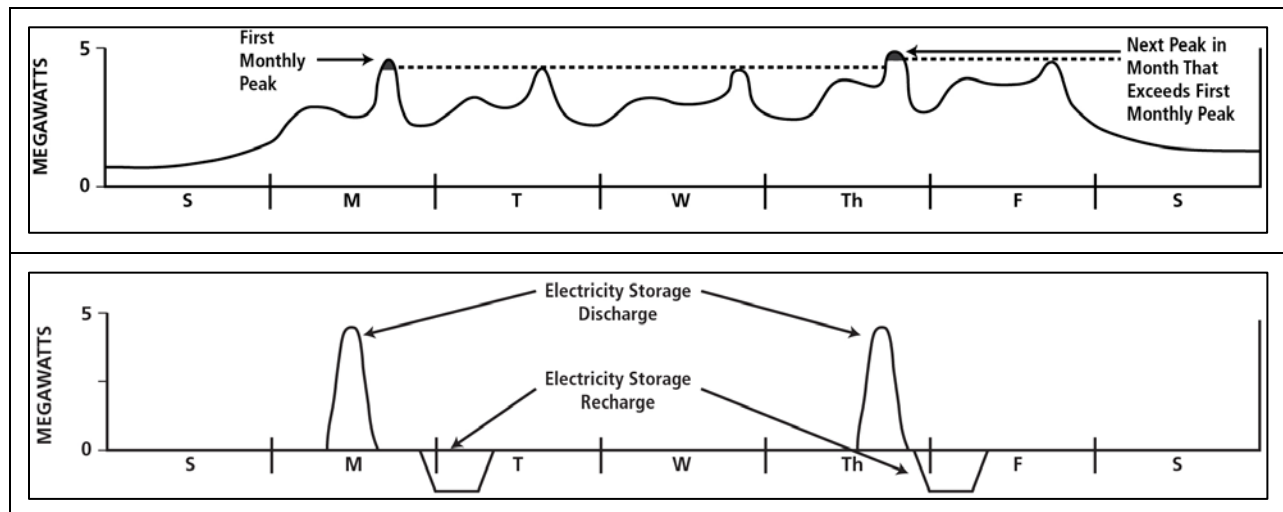 First
Monthly
Peak
Next Peak in
Month That
Exceeds First
Monthly Peak
MEGAWATTS
5
0
S M T W Th F S
Electricity Storage
Discharge
Electricity Storage
Recharge
MEGAWATTS
5
0
S M T W Th F S